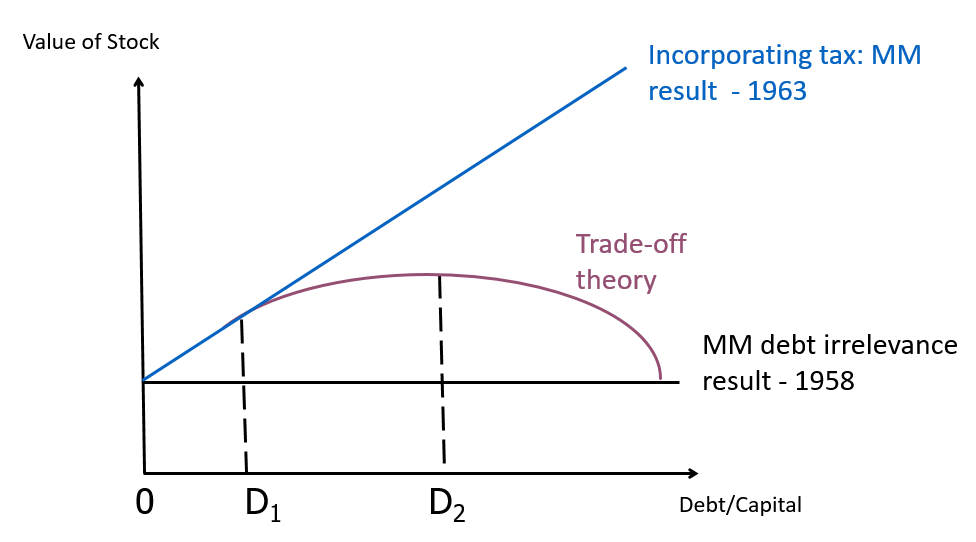 Value of Stock
Incorporating tax: MM
result - 1963
Trade-off
theory
MM debt irrelevance
result - 1958
0
D₁
D₂
Debt/Capital